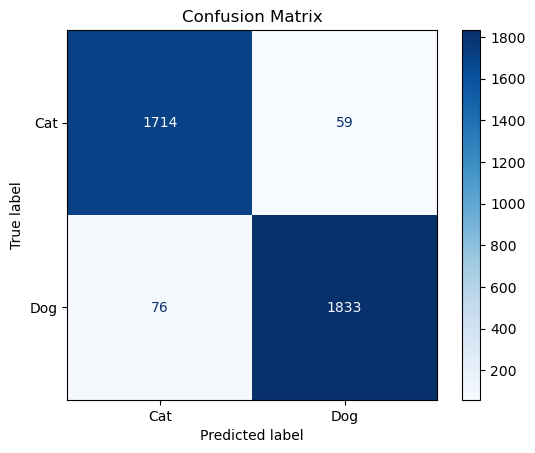 Confusion Matrix
True label
Cat
Dog
1714
59
76
1833
Cat
Dog
Predicted label
1800
1600
1400
1200
1000
800
600
400
200